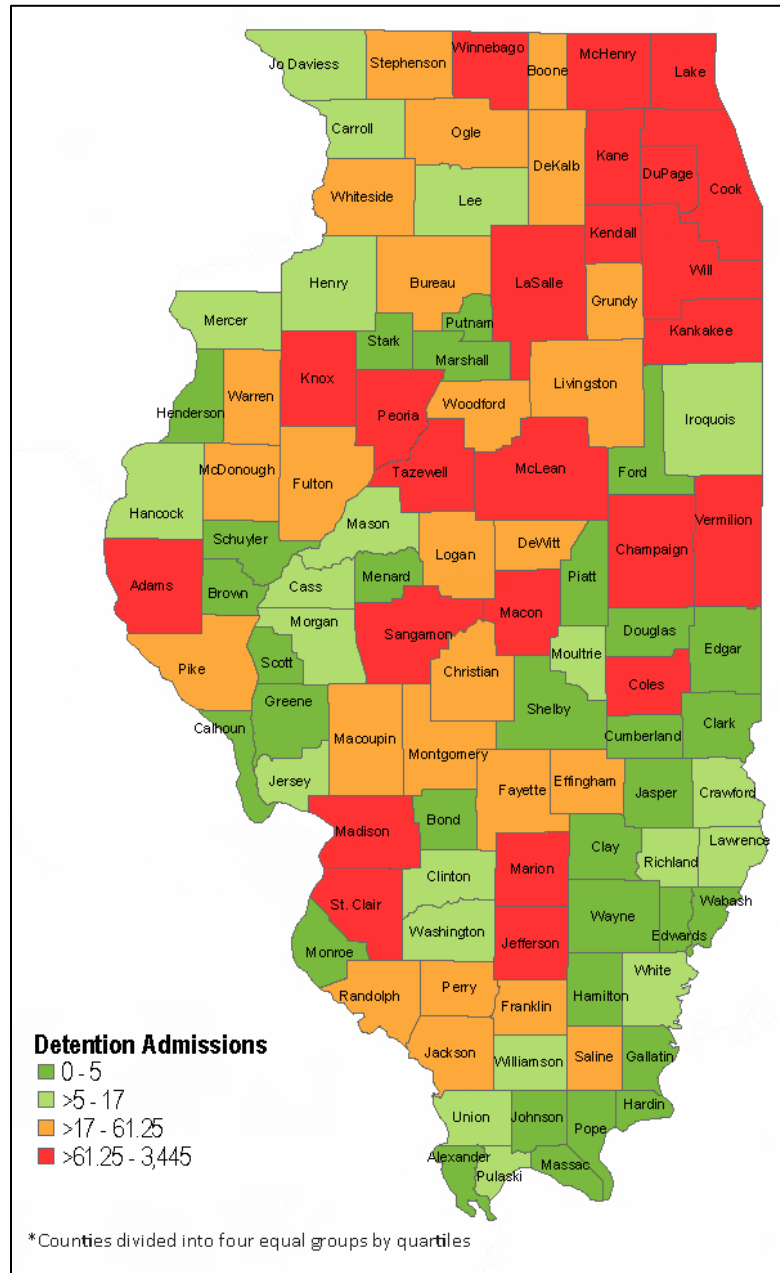 Jo Daviess
Stephenson
Winnebago
Boone
McHenry
Lake
Carroll
Ogle
DeKalb
Kane
DuPage
Cook
Whiteside
Lee
Kendall
Will
Henry
Bureau
LaSalle
Grundy
Mercer
Putnam
Kankakee
Stark
Marshall
Knox
Henderson
Warren
Peoria
Woodford
Livingston
Iroquois
McDonough
Fulton
Tazewell
McLean
Ford
Hancock
Mason
Vermilion
Schuyler
Logan
DeWitt
Champaign
Adams
Brown
Cass
Menard
Piatt
Morgan
Sangamon
Macon
Douglas
Edgar
Pike
Scott
Christian
Moultrie
Coles
Greene
Shelby
Calhoun
Macoupin
Montgomery
Cumberland
Clark
Jersey
Fayette
Effingham
Jasper
Crawford
Madison
Bond
Clay
Richland
Lawrence
Clinton
Marion
St. Clair
Wayne
Wabash
Washington
Edwards
Monroe
Jefferson
White
Randolph
Perry
Franklin
Hamilton
Jackson
Williamson
Saline
Gallatin
Union
Johnson
Pope
Hardin
Alexander
Pulaski
Massac
Detention Admissions
0 - 5
>5 - 17
>17 - 61.25
>61.25 - 3,445
*Counties divided into four equal groups by quartiles